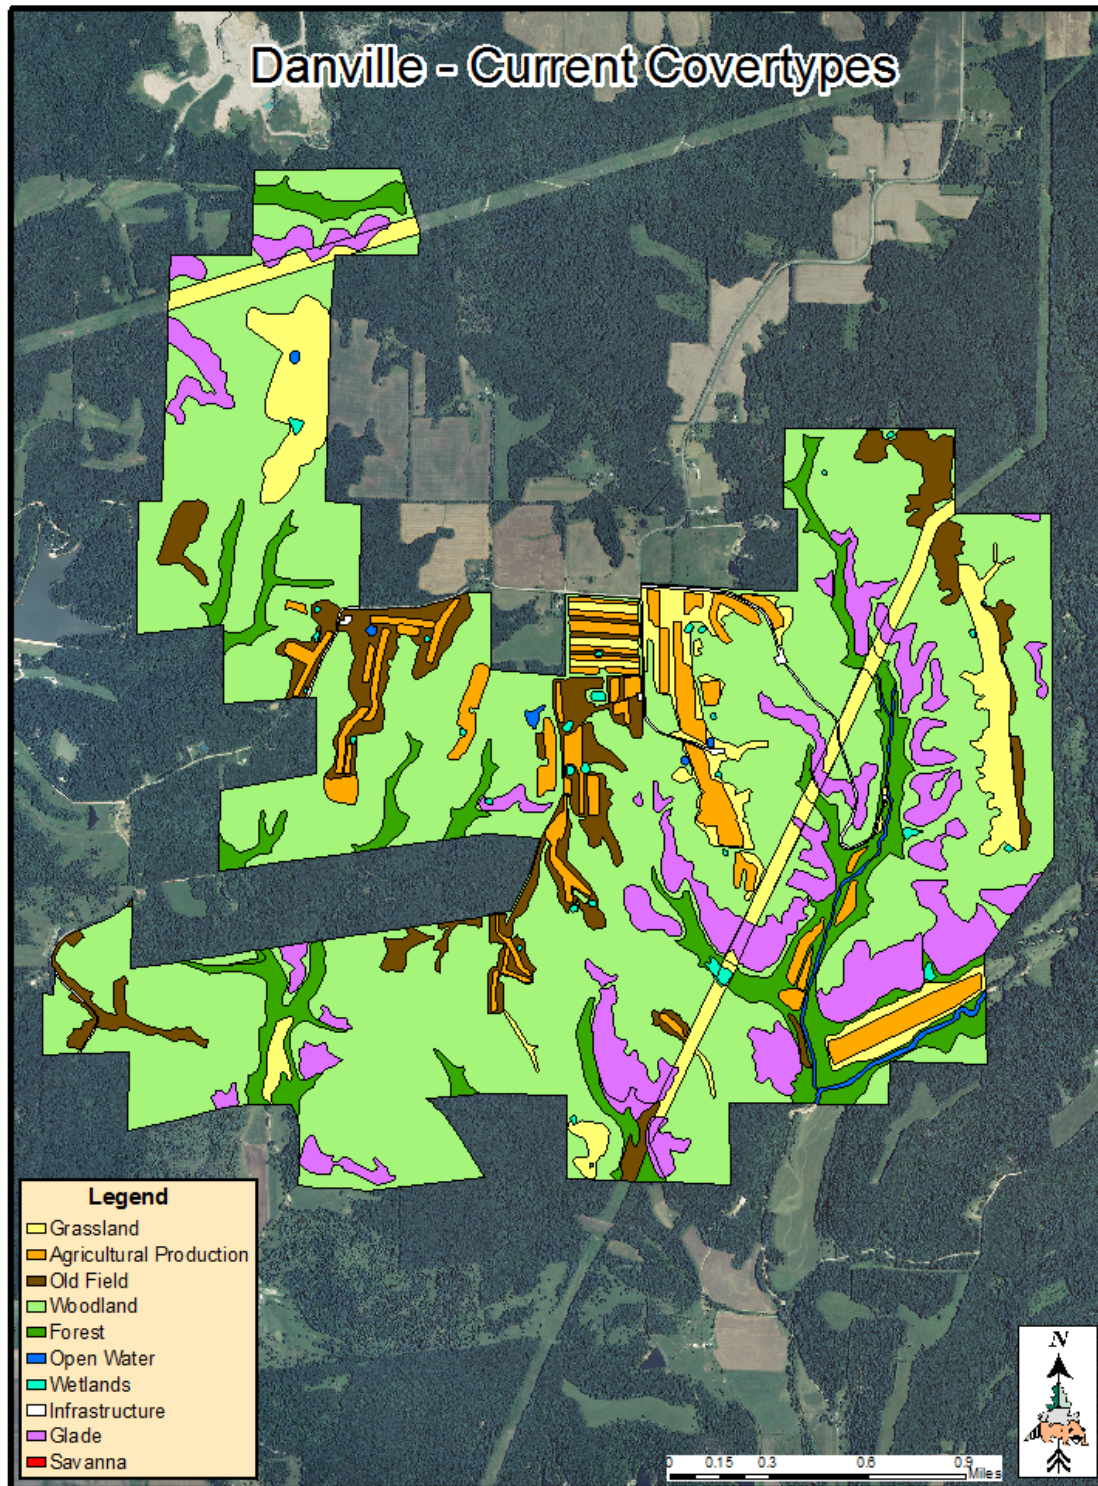 Danville - Current Covertypes
Legend
Grassland
Agricultural Production
Old Field
Woodland
Forest
Open Water
Wetlands
Infrastructure
Glade
Savanna
N
0 0.15 0.3 0.6 0.9
Miles